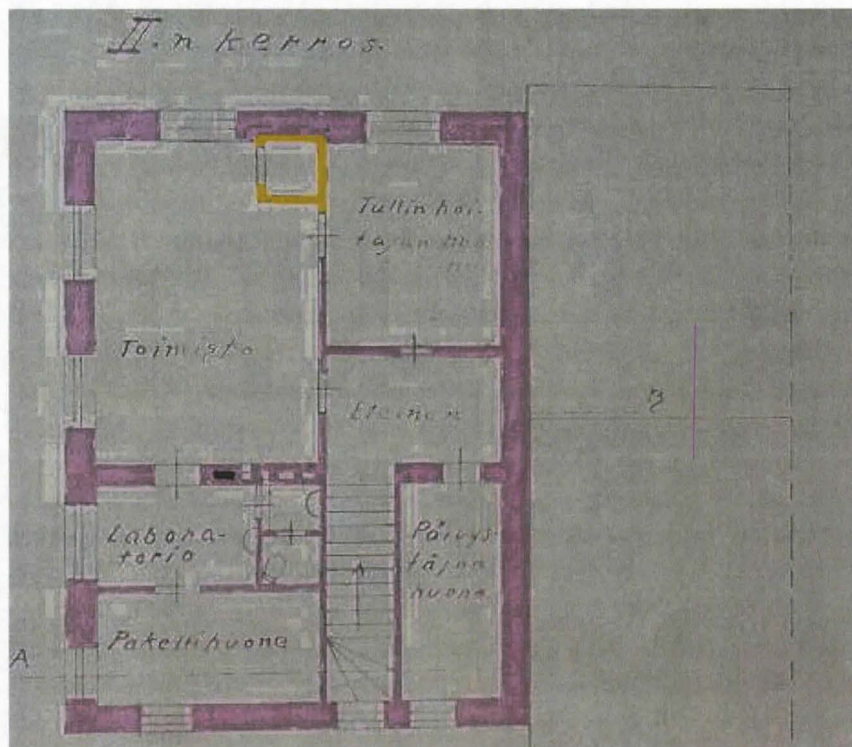 II.n kerros.
Tullinhoi-
tajan
Toimisto
B
Eteinen
Labora-
torio
Päivys-
täjän
huone
Pakettihuone
A